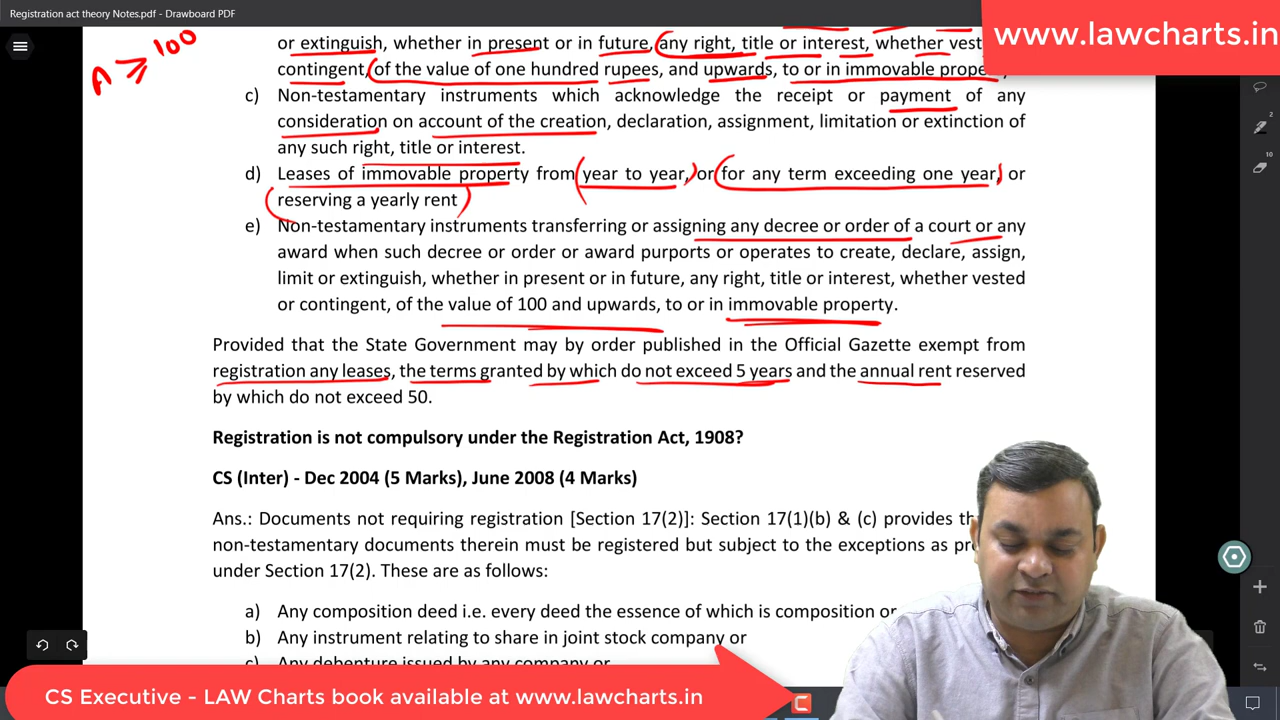 Registration act theory Notes.pdf - Drawboard PDF
www.lawcharts.in
A ≥ 100
or extinguish, whether in present or in future, any right, title or interest, whether vest
contingent, of the value of one hundred rupees, and upwards, to or in immovable prope
c) Non-testamentary instruments which acknowledge the receipt or payment of any
consideration on account of the creation, declaration, assignment, limitation or extinction of
any such right, title or interest.
d) Leases of immovable property from year to year, or for any term exceeding one year, or
reserving a yearly rent
e) Non-testamentary instruments transferring or assigning any decree or order of a court or any
award when such decree or order or award purports or operates to create, declare, assign,
limit or extinguish, whether in present or in future, any right, title or interest, whether vested
or contingent, of the value of 100 and upwards, to or in immovable property.
Provided that the State Government may by order published in the Official Gazette exempt from
registration any leases, the terms granted by which do not exceed 5 years and the annual rent reserved
by which do not exceed 50.
Registration is not compulsory under the Registration Act, 1908?
CS (Inter) - Dec 2004 (5 Marks), June 2008 (4 Marks)
Ans.: Documents not requiring registration [Section 17(2)]: Section 17(1)(b) & (c) provides th
non-testamentary documents therein must be registered but subject to the exceptions as pr
under Section 17(2). These are as follows:
a) Any composition deed i.e. every deed the essence of which is composition or
b) Any instrument relating to share in joint stock company or
c) Any debenture issued by any company or
CS Executive - LAW Charts book available at www.lawcharts.in